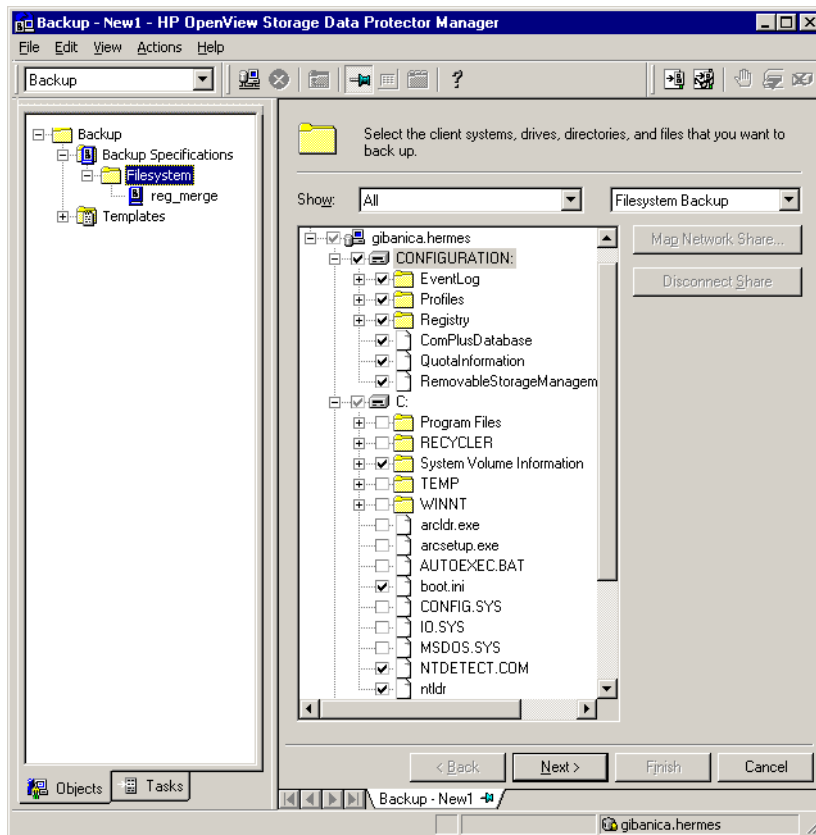 Backup - New1 - HP OpenView Storage Data Protector Manager
File Edit View Actions Help
Backup
Backup
Backup Specifications
Filesystem
reg_merge
Templates
Select the client systems, drives, directories, and files that you want to
back up.
Show: All Filesystem Backup
Map Network Share...
Disconnect Share
gibanica.hermes
CONFIGURATION:
EventLog
Profiles
Registry
ComPlusDatabase
QuotaInformation
RemovableStorageManagem
C:
Program Files
RECYCLER
System Volume Information
TEMP
WINNT
arcldr.exe
arcsetup.exe
AUTOEXEC.BAT
boot.ini
CONFIG.SYS
IO.SYS
MSDOS.SYS
NTDETECT.COM
ntldr
< Back Next > Finish Cancel
Objects Tasks
Backup - New1
gibanica.hermes